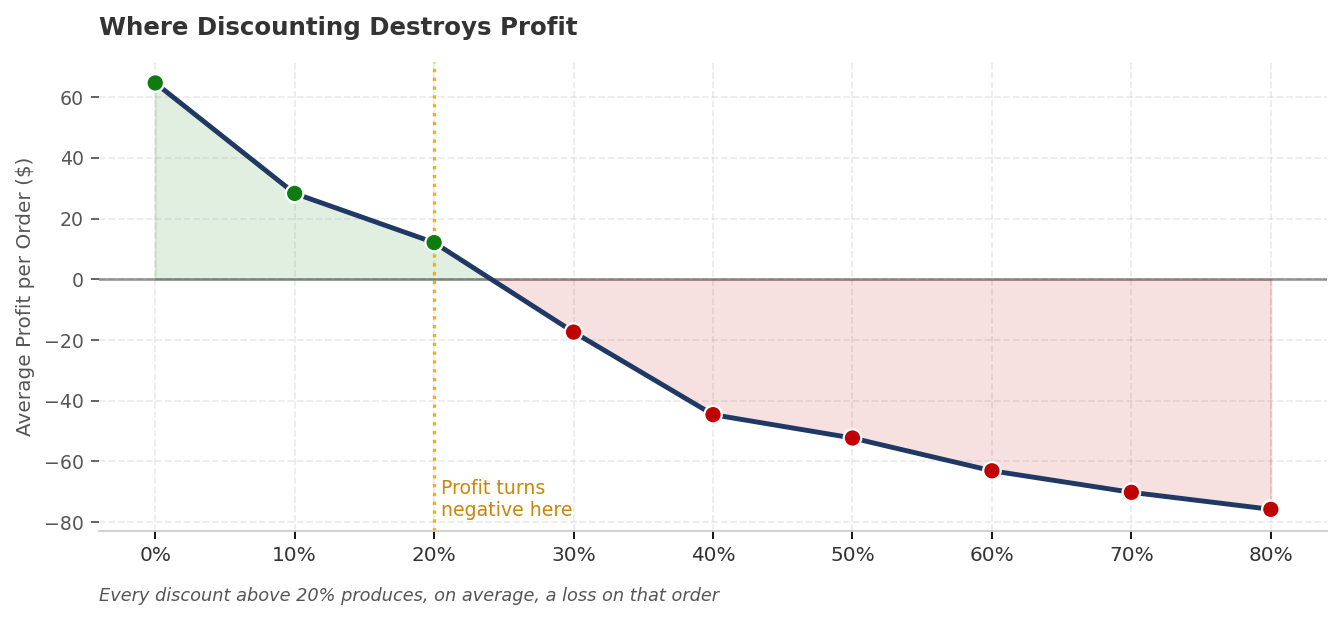 Where Discounting Destroys Profit
Average Profit per Order ($)
60
40
20
0
−20
−40
−60
−80
Profit turns
negative here
0% 10% 20% 30% 40% 50% 60% 70% 80%
Every discount above 20% produces, on average, a loss on that order